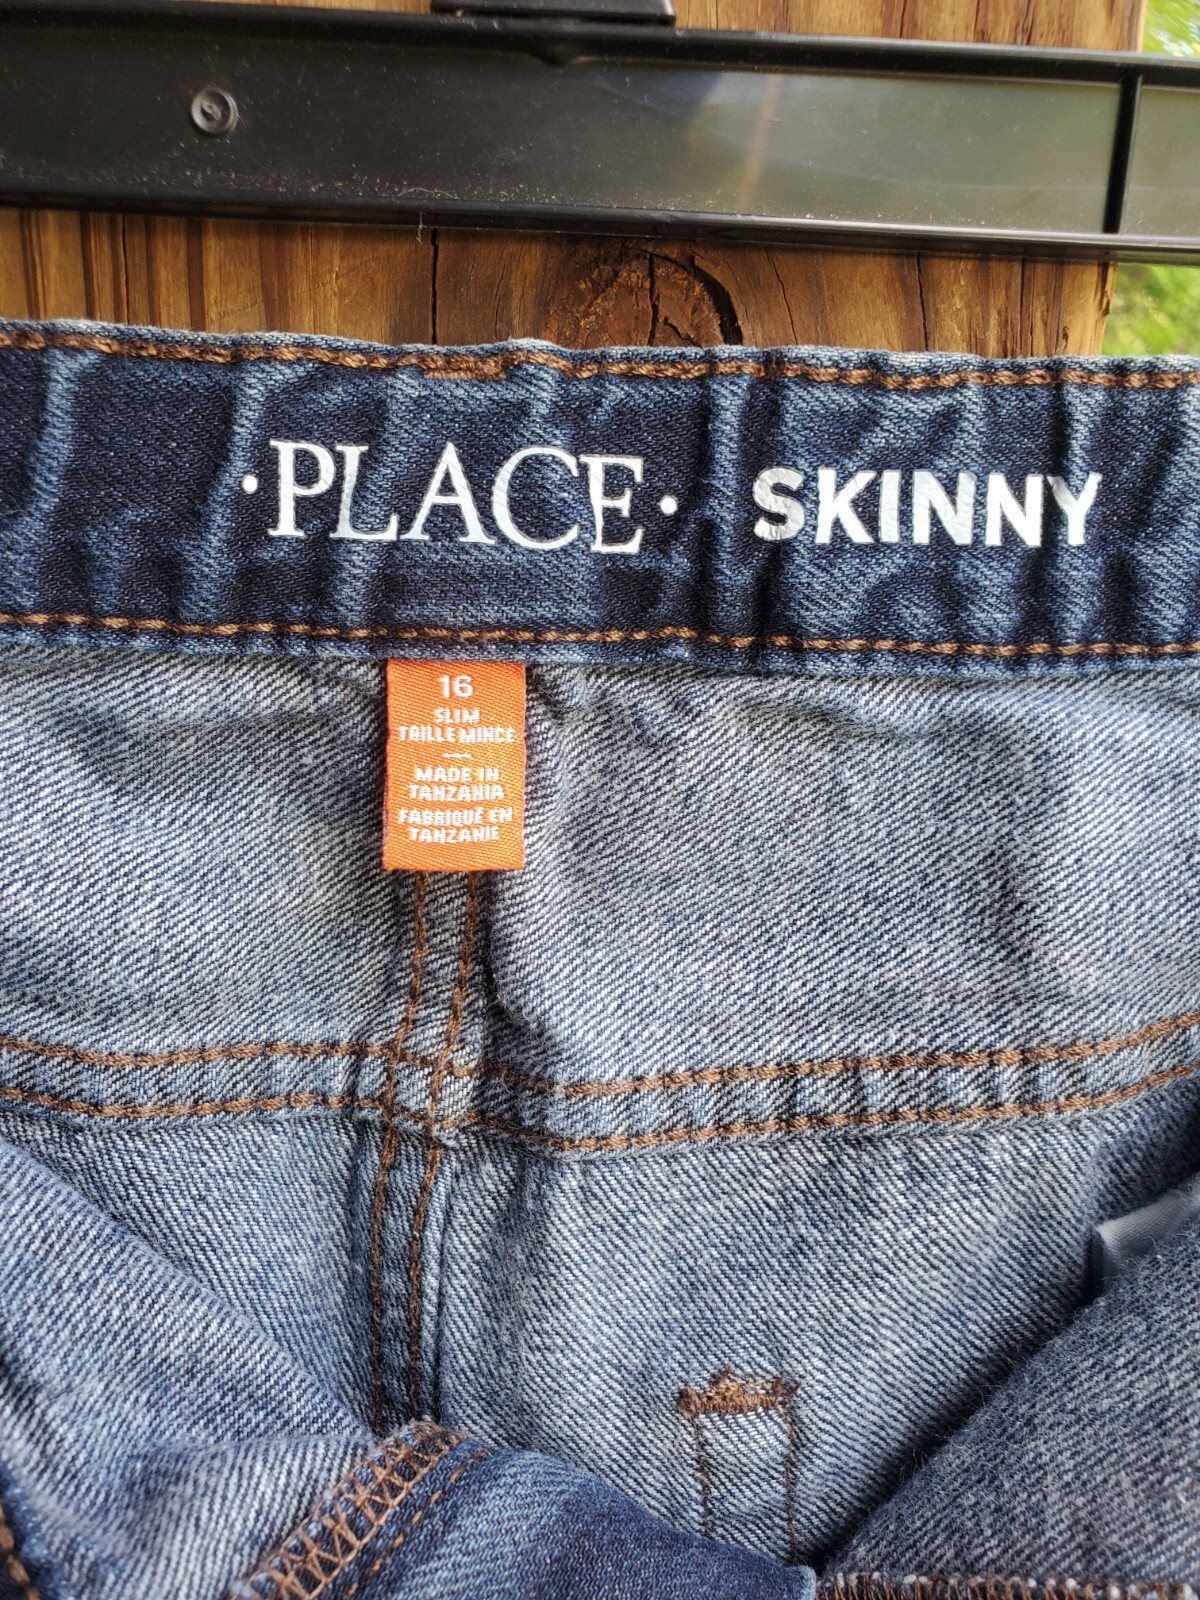 ·PLACE· SKINNY
16
SLIM
TAILLE MINCE
—
MADE IN
TANZANIA
FABRIQUÉ EN
TANZANIE